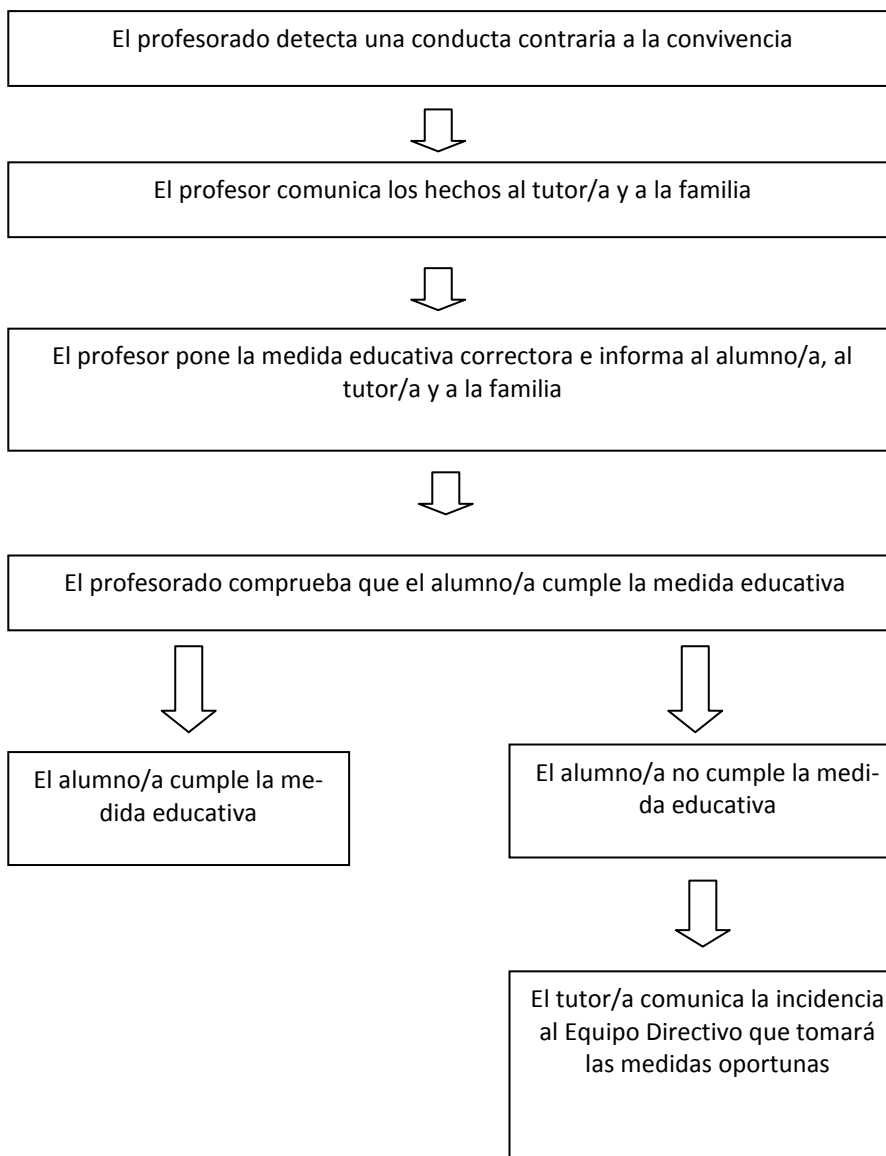 El profesorado detecta una conducta contraria a la convivencia
El profesor comunica los hechos al tutor/a y a la familia
El profesor pone la medida educativa correctora e informa al alumno/a, al
tutor/a y a la familia
El profesorado comprueba que el alumno/a cumple la medida educativa
El alumno/a cumple la me-
dida educativa
El alumno/a no cumple la medi-
da educativa
El tutor/a comunica la incidencia
al Equipo Directivo que tomará
las medidas oportunas